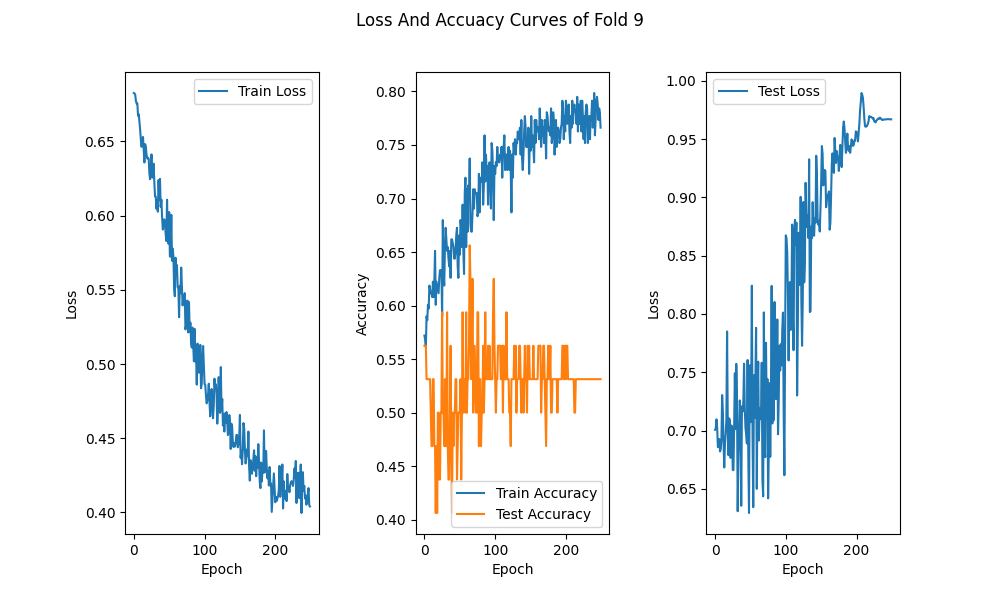 Loss And Accuacy Curves of Fold 9
Train Loss
0.65
0.60
0.55
0.50
0.45
0.40
Loss
0 100 200
Epoch
0.80
0.75
0.70
0.65
0.60
0.55
0.50
0.45
0.40
Accuracy
Train Accuracy
Test Accuracy
0 100 200
Epoch
Test Loss
1.00
0.95
0.90
0.85
0.80
0.75
0.70
0.65
Loss
0 100 200
Epoch